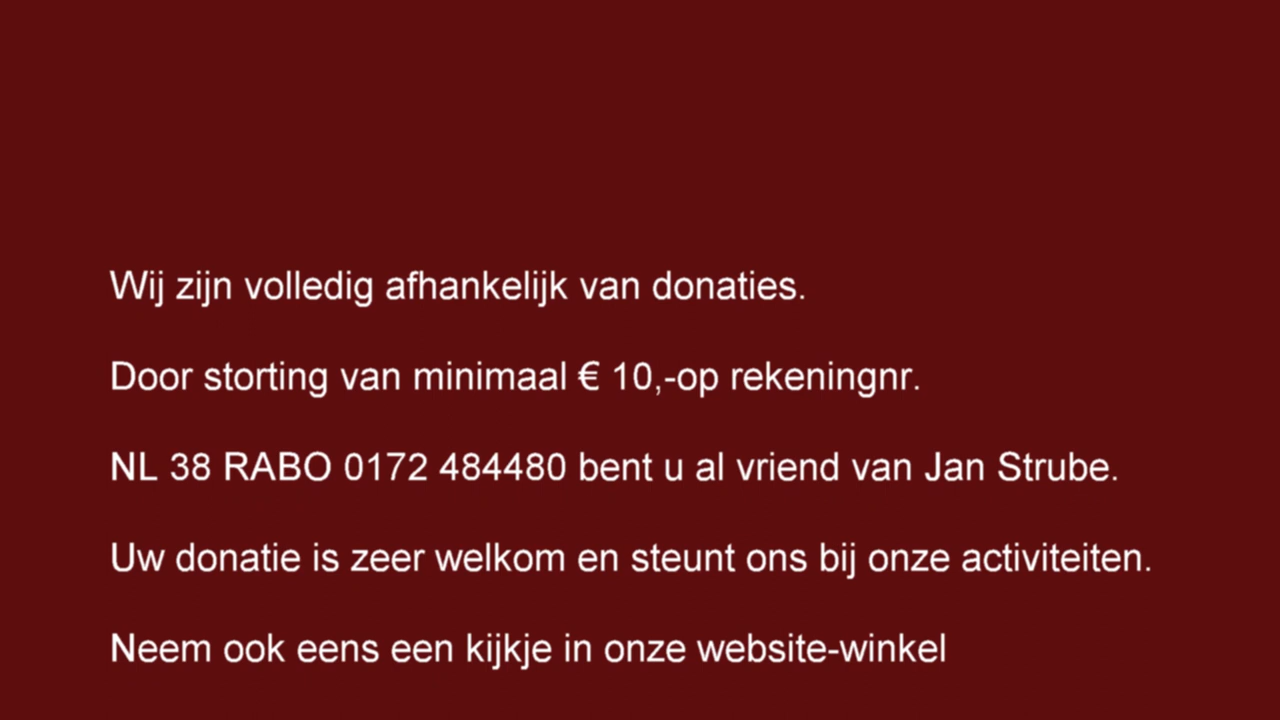 Wij zijn volledig afhankelijk van donaties.
Door storting van minimaal € 10,-op rekeningnr.
NL 38 RABO 0172 484480 bent u al vriend van Jan Strube.
Uw donatie is zeer welkom en steunt ons bij onze activiteiten.
Neem ook eens een kijkje in onze website-winkel